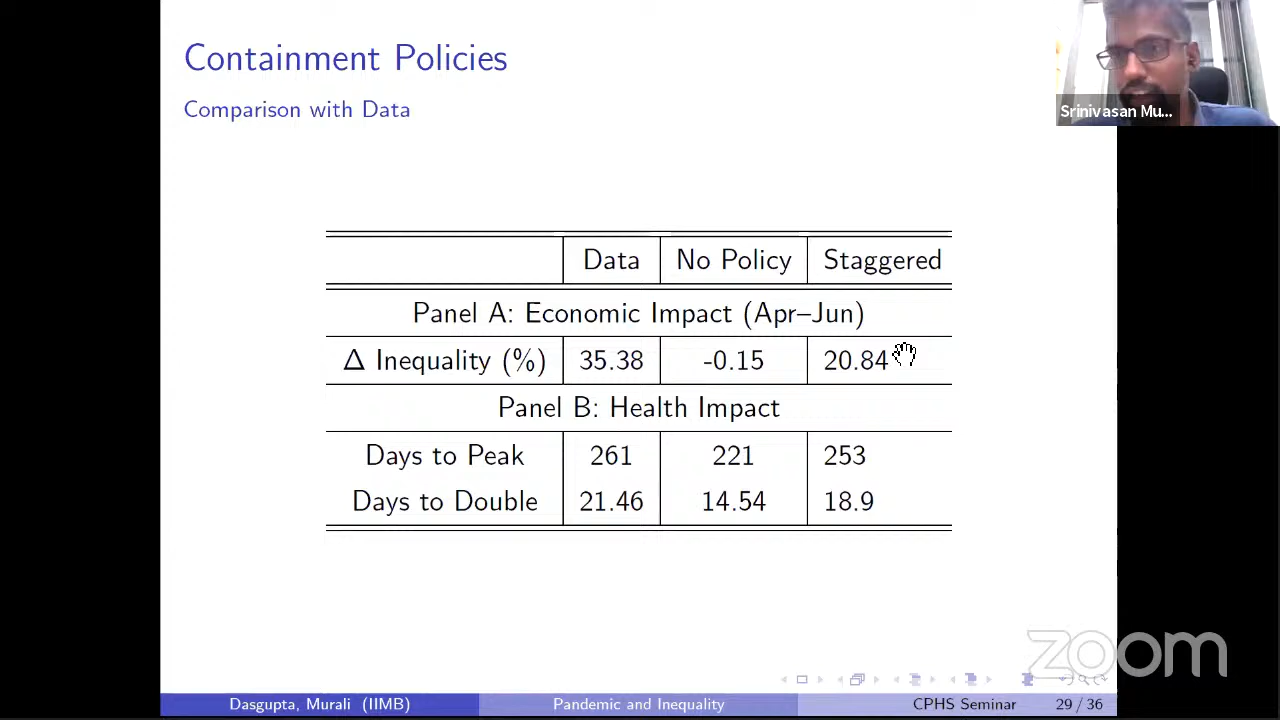 Containment Policies
Comparison with Data
Srinivasan Mu...
Data No Policy Staggered
Panel A: Economic Impact (Apr–Jun)
Δ Inequality (%) 35.38 -0.15 20.84
Panel B: Health Impact
Days to Peak 261 221 253
Days to Double 21.46 14.54 18.9
zoom
Dasgupta, Murali (IIMB) Pandemic and Inequality CPHS Seminar 29 / 36